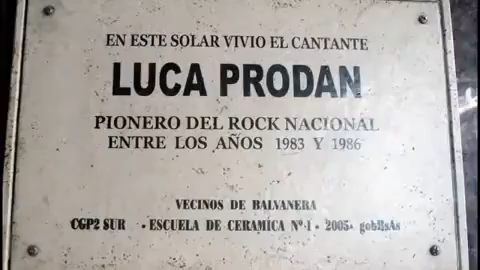 EN ESTE SOLAR VIVIO EL CANTANTE
LUCA PRODAN
PIONERO DEL ROCK NACIONAL
ENTRE LOS AÑOS 1983 Y 1986
VECINOS DE BALVANERA
CGP2 SUR • ESCUELA DE CERAMICA Nº 1 • 2005• gobBsAs